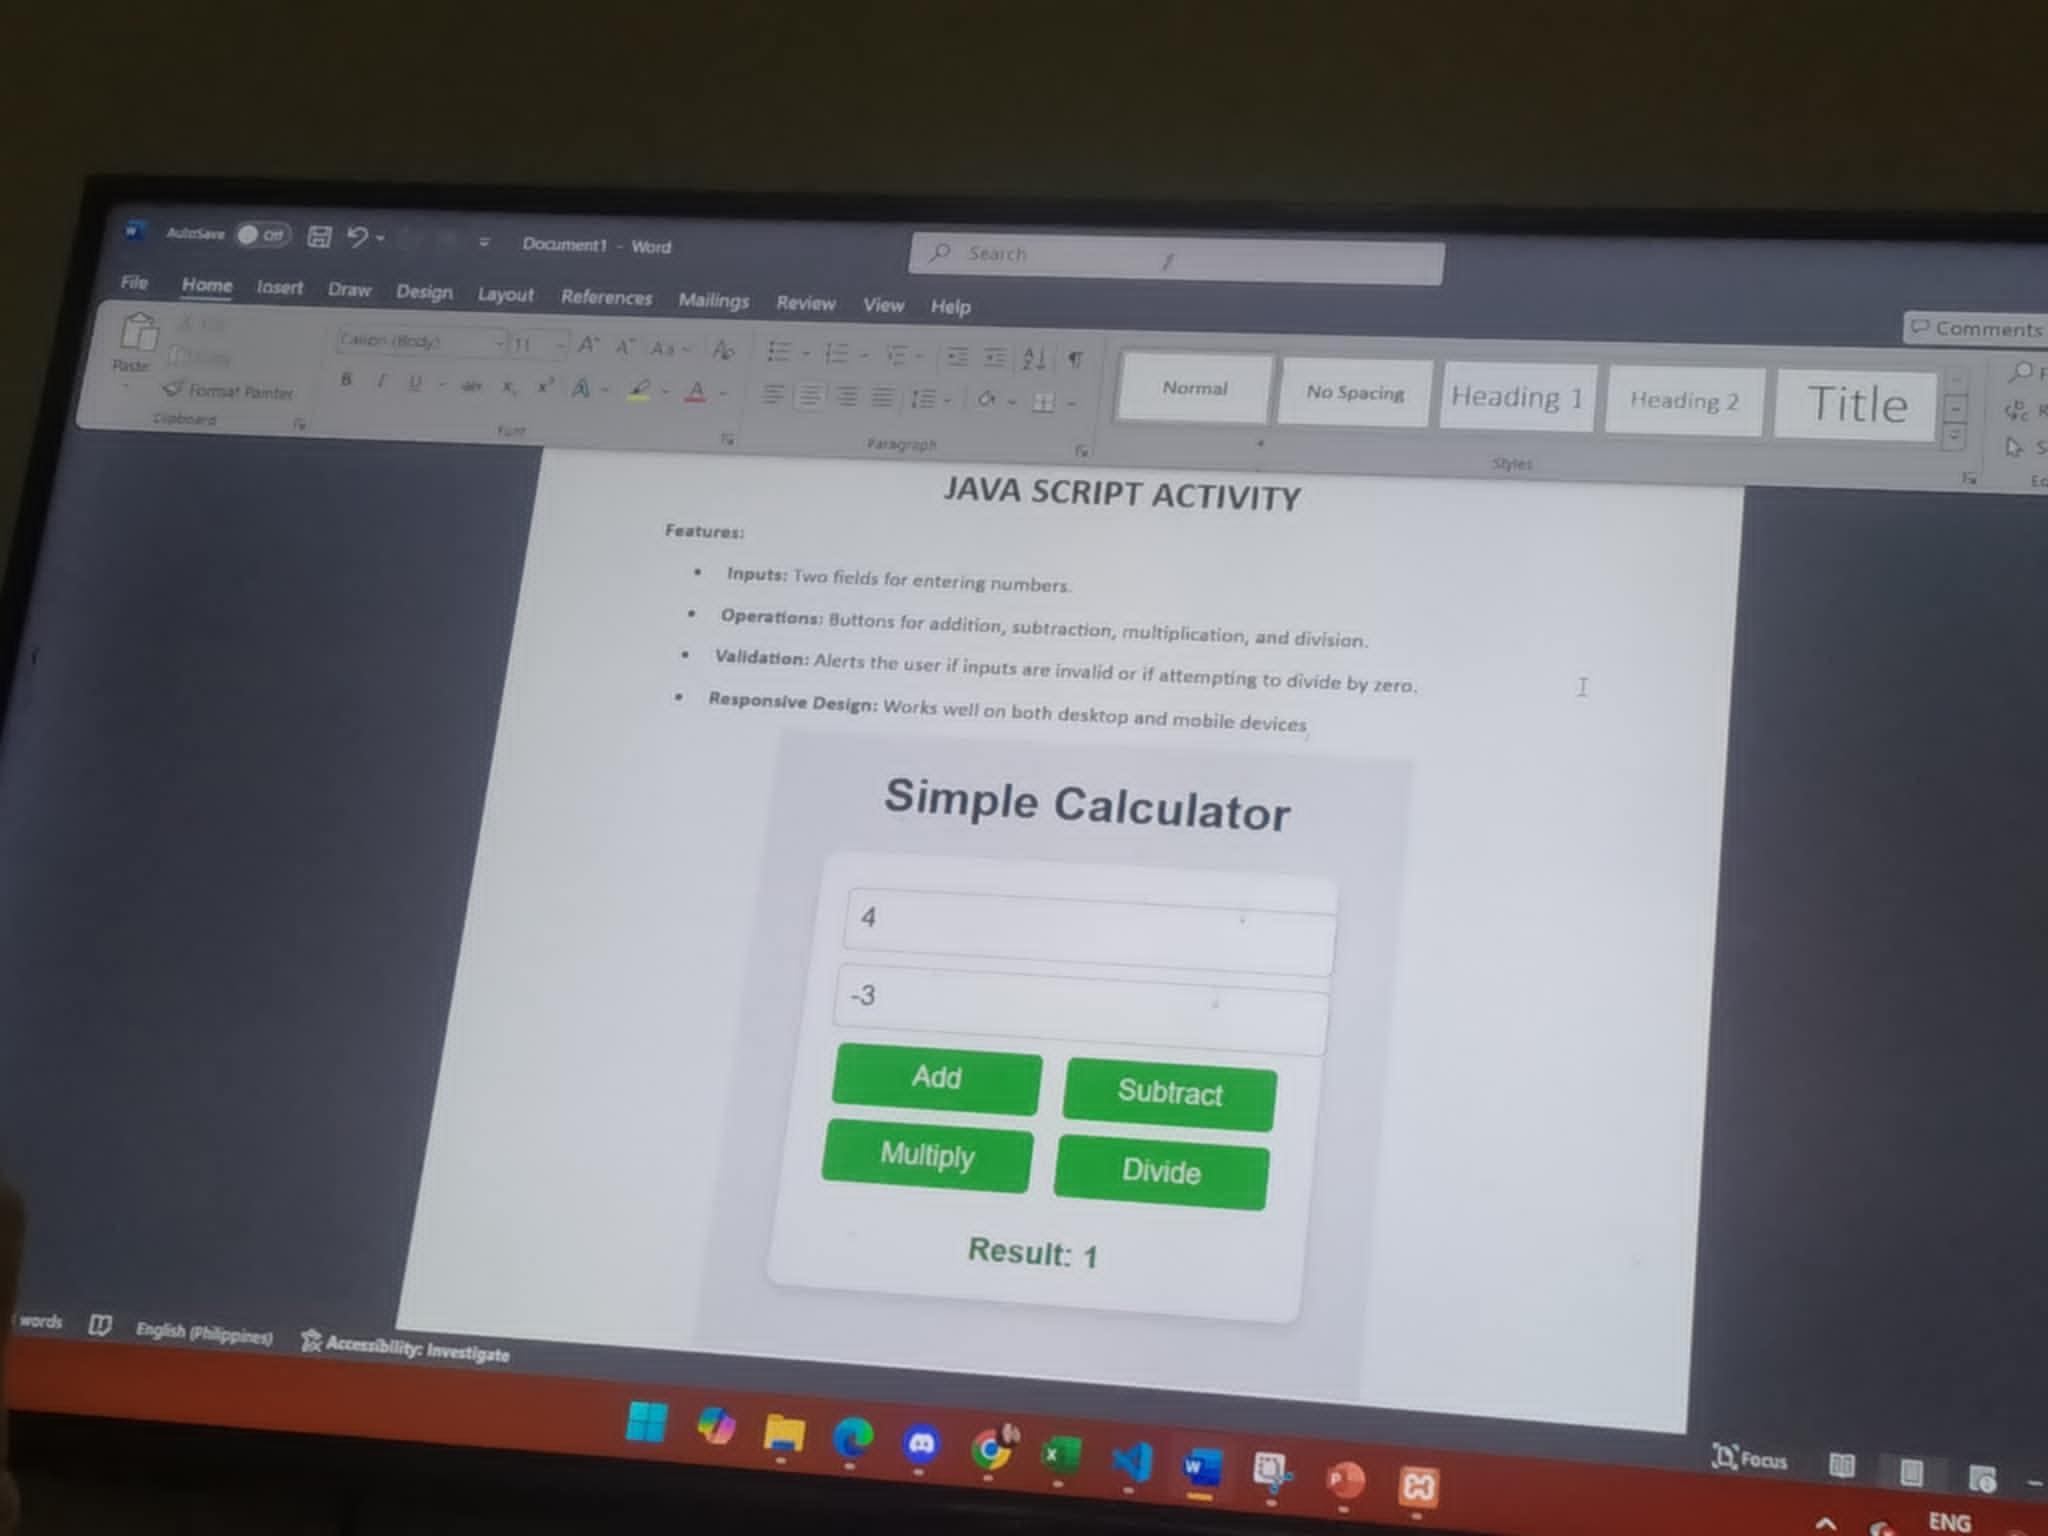 AutoSave Off Document1 - Word Search
File Home Insert Draw Design Layout References Mailings Review View Help
Comments
Paste
Format Painter
Clipboard
Calibri (Body) 11
Font
Paragraph
Normal No Spacing Heading 1 Heading 2 Title
Styles
JAVA SCRIPT ACTIVITY
Features:
• Inputs: Two fields for entering numbers.
• Operations: Buttons for addition, subtraction, multiplication, and division.
• Validation: Alerts the user if inputs are invalid or if attempting to divide by zero.
• Responsive Design: Works well on both desktop and mobile devices
Simple Calculator
4
-3
Add Subtract
Multiply Divide
Result: 1
words English (Philippines) Accessibility: Investigate
Focus
ENG